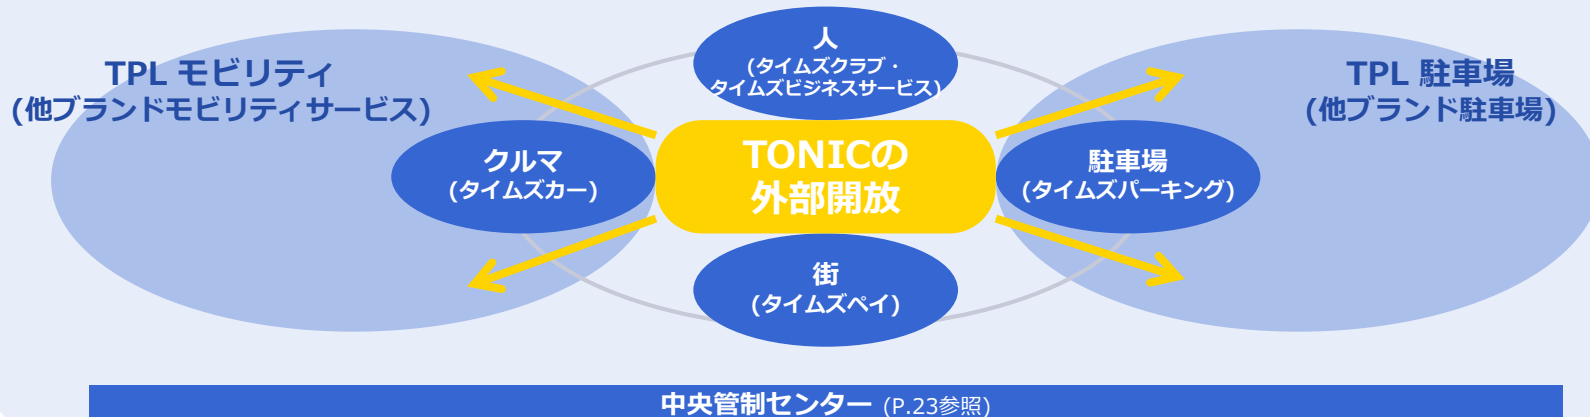 人
(タイムズクラブ・
タイムズビジネスサービス)
TPL モビリティ
(他ブランドモビリティサービス)
TPL 駐車場
(他ブランド駐車場)
クルマ
(タイムズカー)
TONICの
外部開放
駐車場
(タイムズパーキング)
街
(タイムズペイ)
中央管制センター (P.23参照)